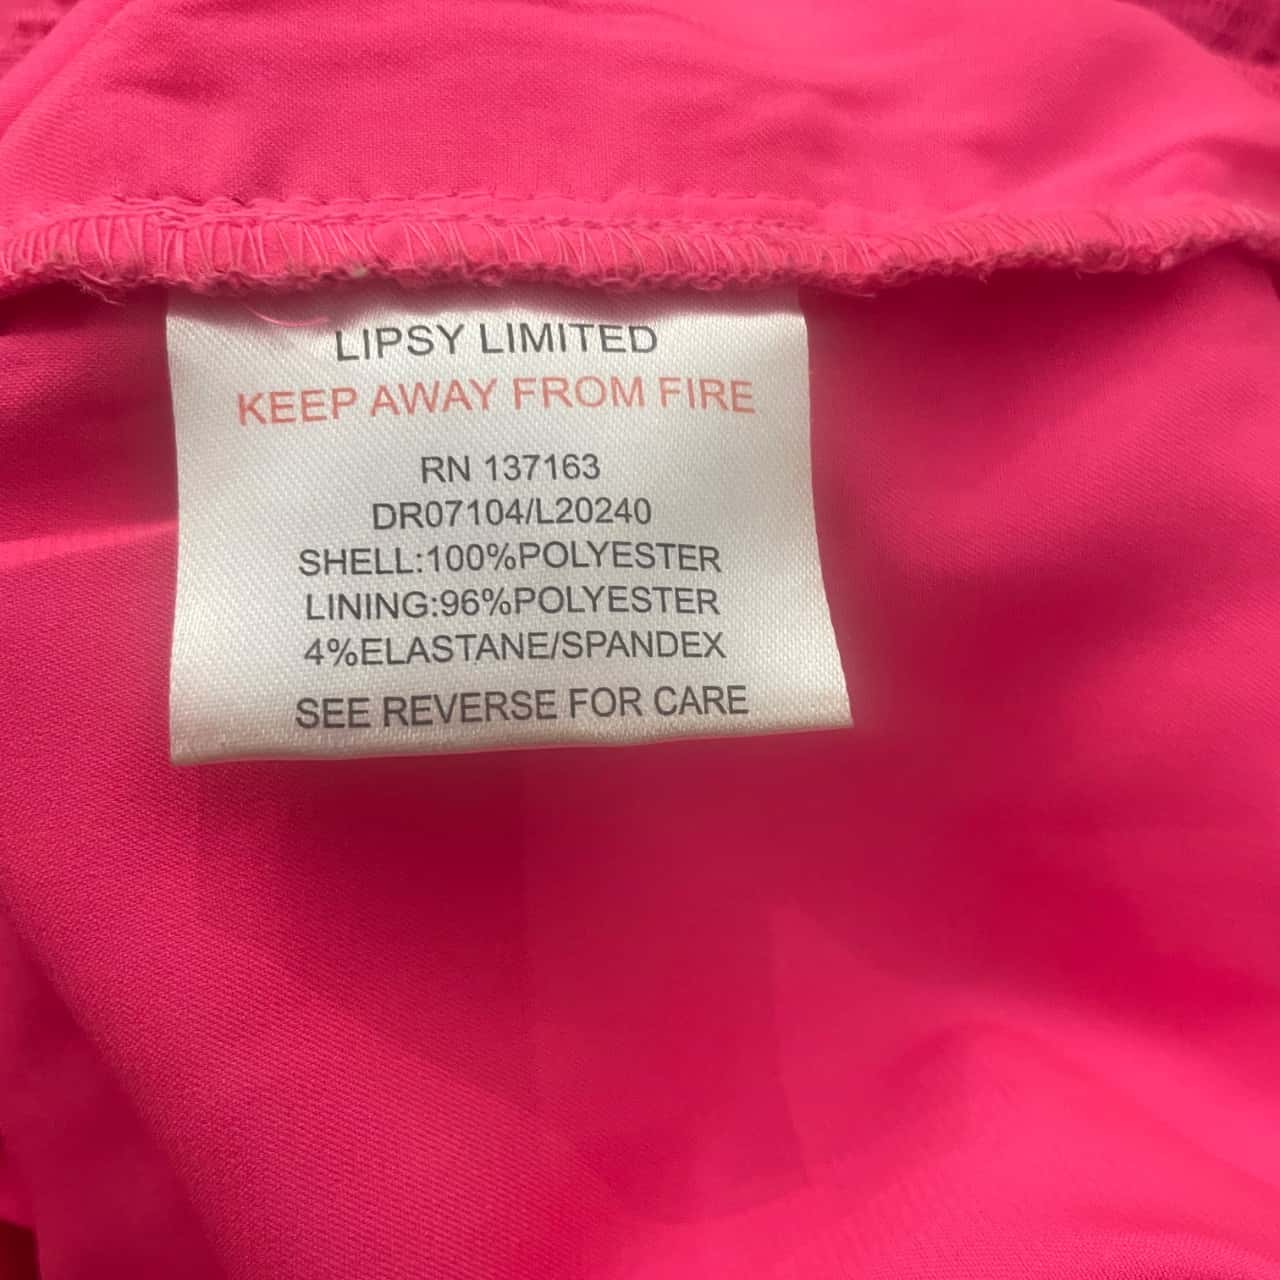 LIPSY LIMITED
KEEP AWAY FROM FIRE
RN 137163
DR07104/L20240
SHELL:100%POLYESTER
LINING:96%POLYESTER
4%ELASTANE/SPANDEX
SEE REVERSE FOR CARE